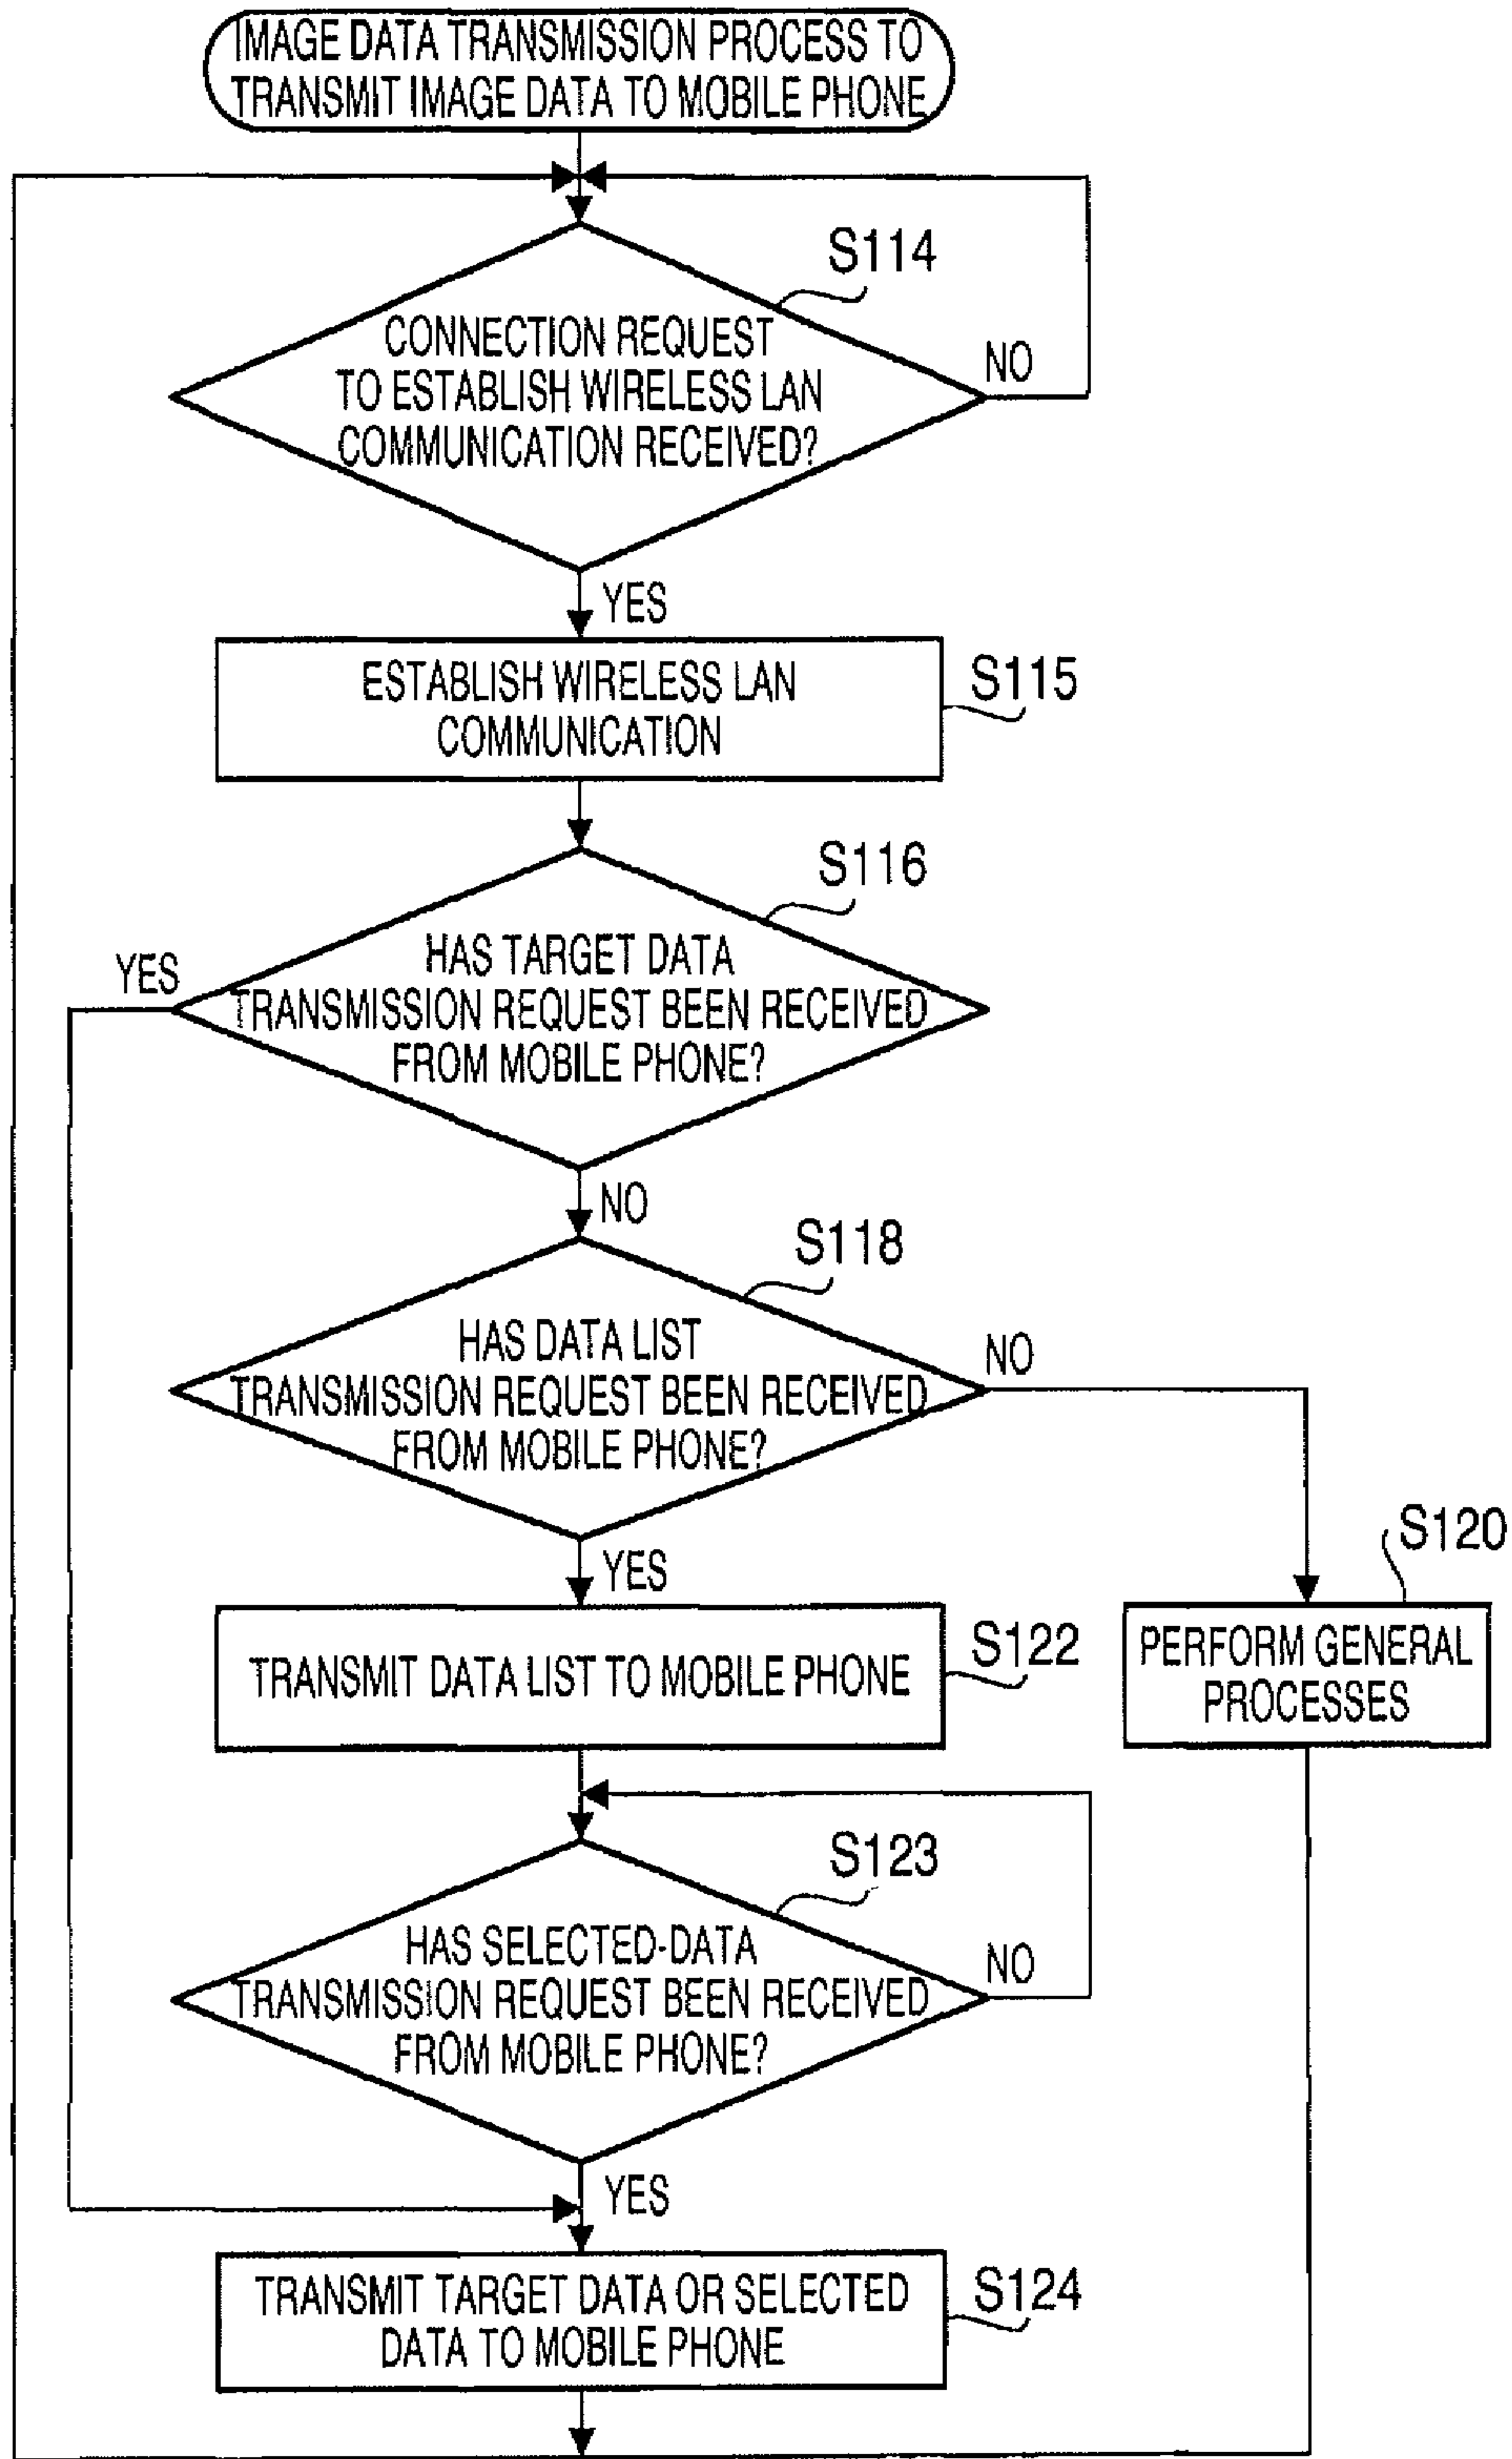 IMAGE DATA TRANSMISSION PROCESS TO
TRANSMIT IMAGE DATA TO MOBILE PHONE
S114
CONNECTION REQUEST
TO ESTABLISH WIRELESS LAN
COMMUNICATION RECEIVED?
NO
YES
ESTABLISH WIRELESS LAN
COMMUNICATION
S115
S116
YES
HAS TARGET DATA
TRANSMISSION REQUEST BEEN RECEIVED
FROM MOBILE PHONE?
NO
S118
HAS DATA LIST
TRANSMISSION REQUEST BEEN RECEIVED
FROM MOBILE PHONE?
NO
YES
S120
PERFORM GENERAL
PROCESSES
TRANSMIT DATA LIST TO MOBILE PHONE
S122
S123
HAS SELECTED-DATA
TRANSMISSION REQUEST BEEN RECEIVED
FROM MOBILE PHONE?
NO
YES
TRANSMIT TARGET DATA OR SELECTED
DATA TO MOBILE PHONE
S124